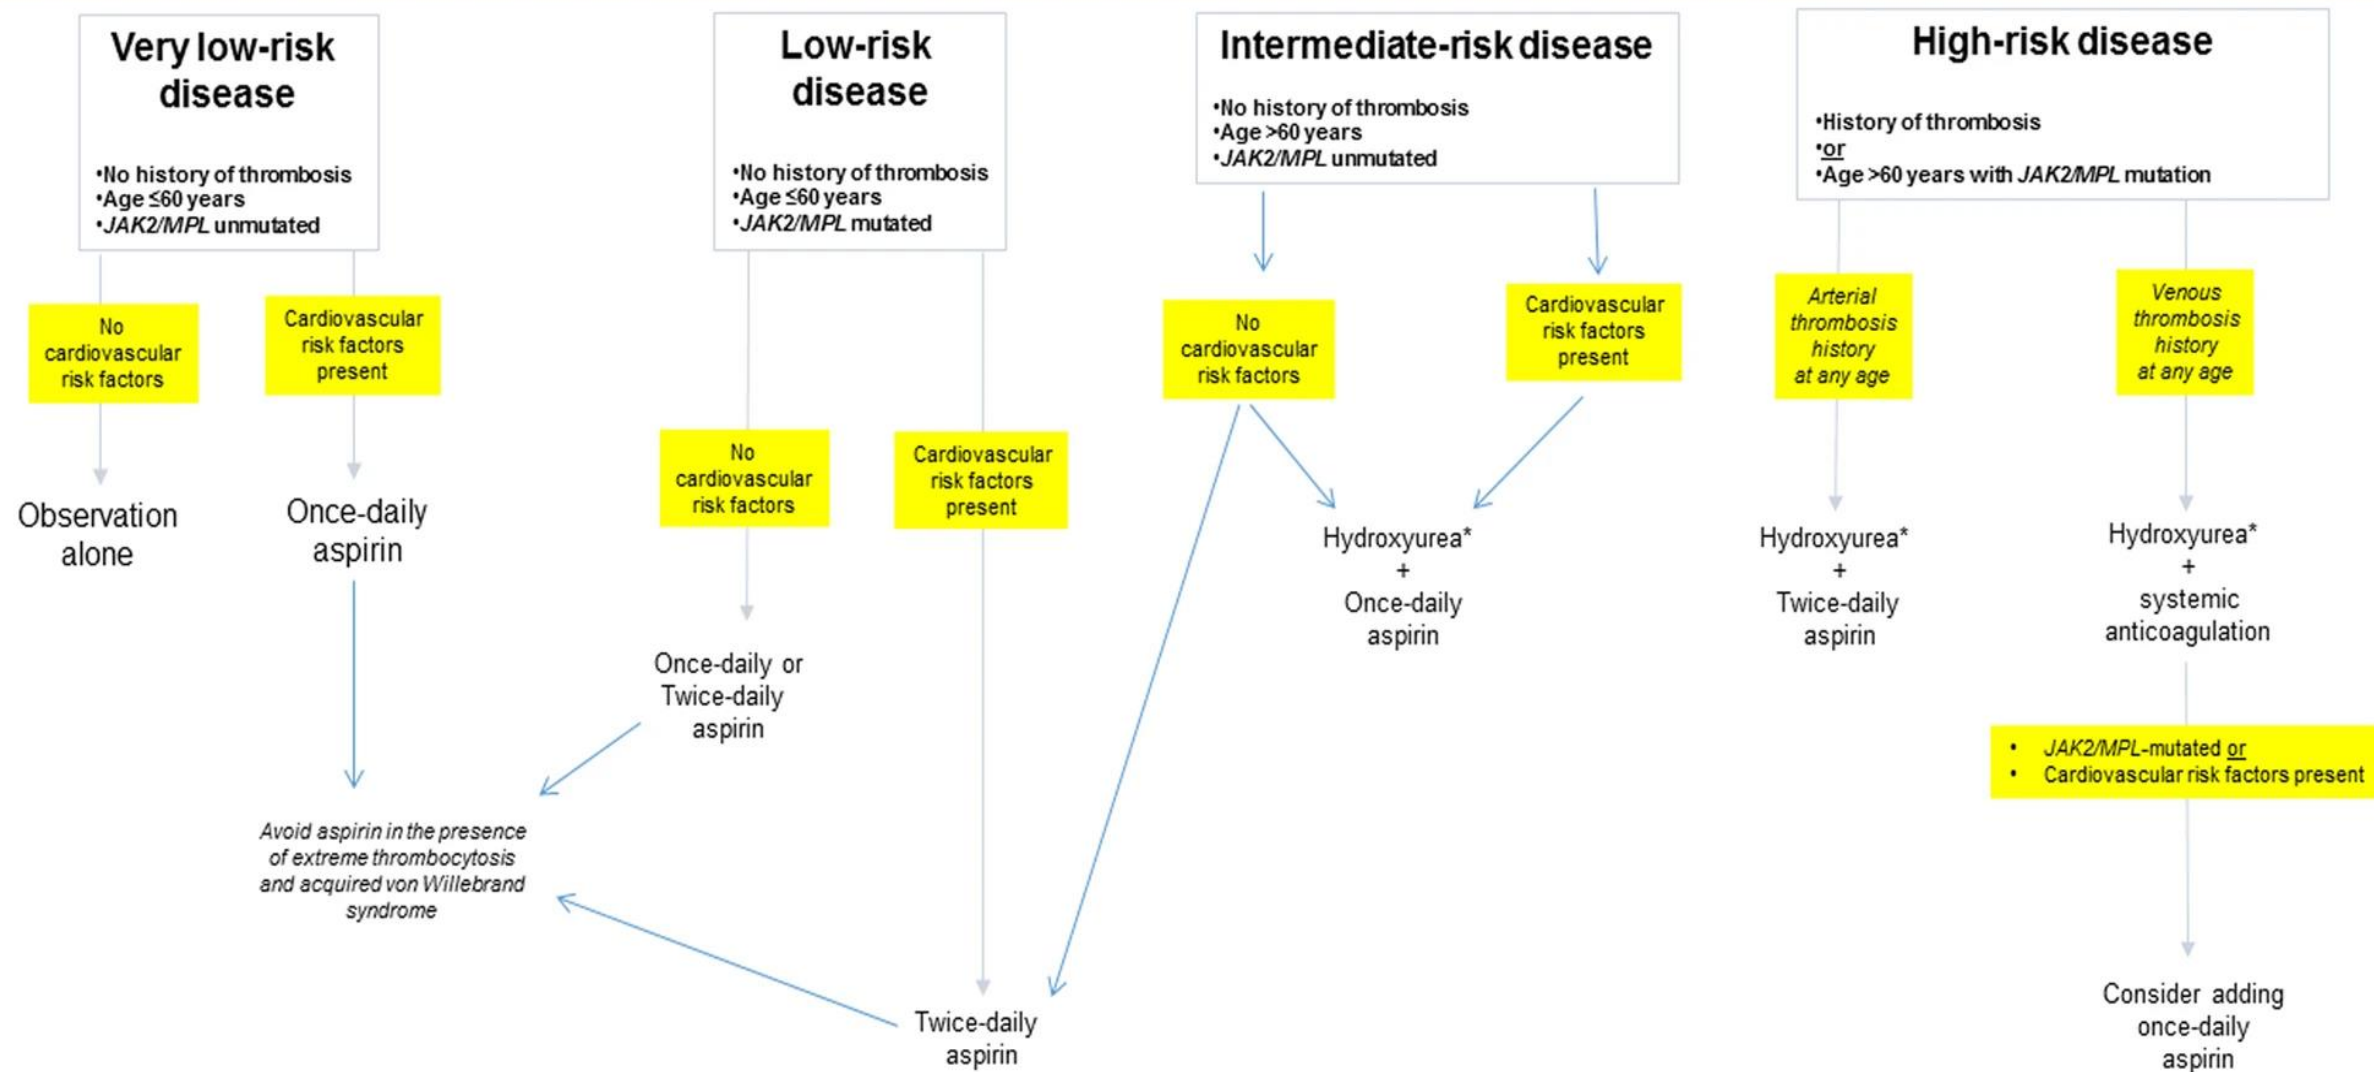 Very low-risk
disease
•No history of thrombosis
•Age ≤60 years
•JAK2/MPL unmutated
No
cardiovascular
risk factors
Cardiovascular
risk factors
present
Observation
alone
Once-daily
aspirin
Low-risk
disease
•No history of thrombosis
•Age ≤60 years
•JAK2/MPL mutated
No
cardiovascular
risk factors
Cardiovascular
risk factors
present
Once-daily or
Twice-daily
aspirin
Avoid aspirin in the presence
of extreme thrombocytosis
and acquired von Willebrand
syndrome
Twice-daily
aspirin
Intermediate-risk disease
•No history of thrombosis
•Age >60 years
•JAK2/MPL unmutated
No
cardiovascular
risk factors
Cardiovascular
risk factors
present
Hydroxyurea*
+
Once-daily
aspirin
High-risk disease
•History of thrombosis
•or
•Age >60 years with JAK2/MPL mutation
Arterial
thrombosis
history
at any age
Venous
thrombosis
history
at any age
Hydroxyurea*
+
Twice-daily
aspirin
Hydroxyurea*
+
systemic
anticoagulation
• JAK2/MPL-mutated or
• Cardiovascular risk factors present
Consider adding
once-daily
aspirin